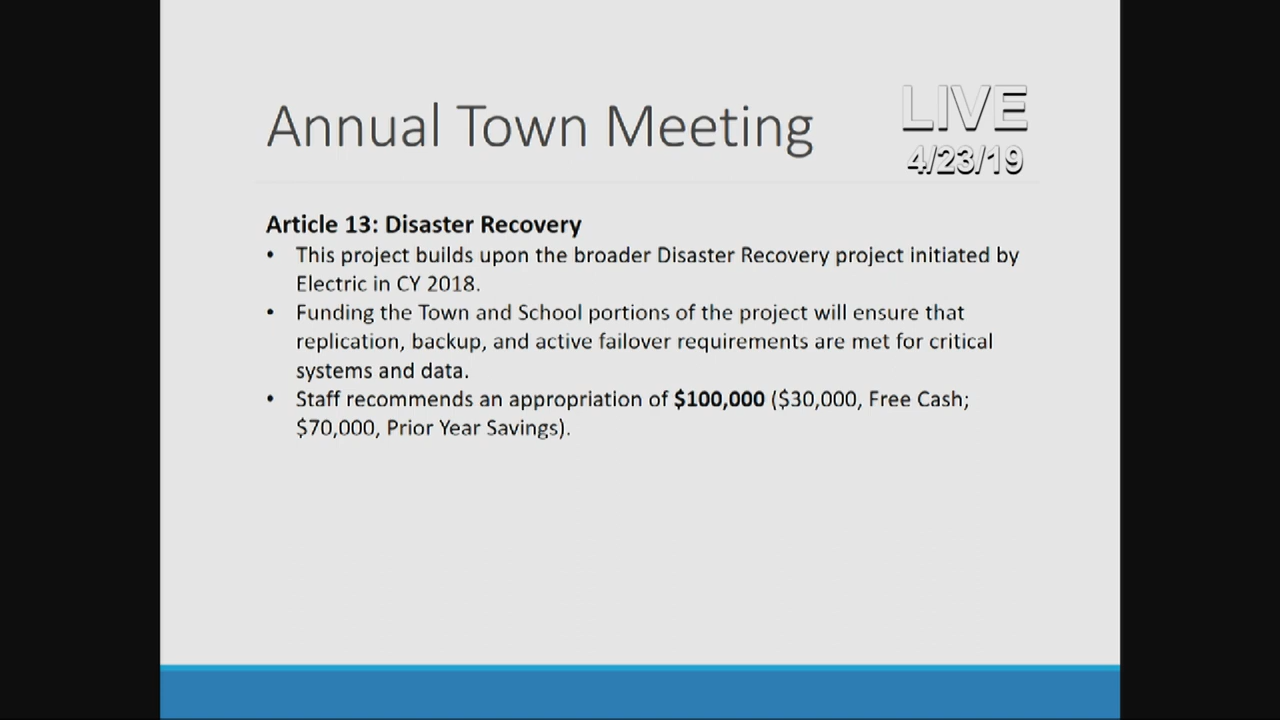 Annual Town Meeting
LIVE
4/23/19
Article 13: Disaster Recovery
• This project builds upon the broader Disaster Recovery project initiated by
Electric in CY 2018.
• Funding the Town and School portions of the project will ensure that
replication, backup, and active failover requirements are met for critical
systems and data.
• Staff recommends an appropriation of $100,000 ($30,000, Free Cash;
$70,000, Prior Year Savings).